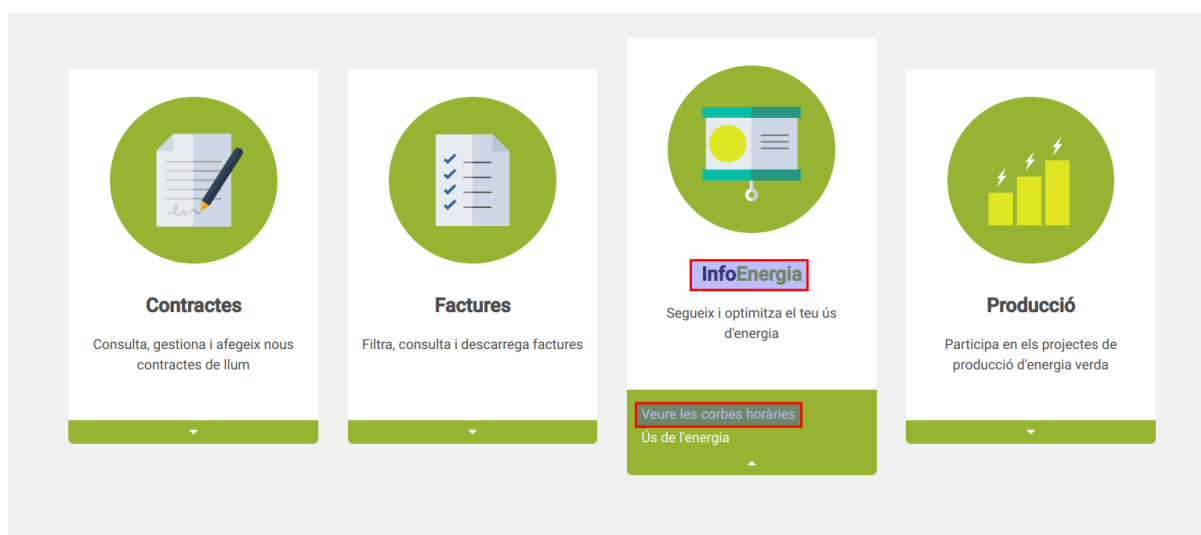 Contractes
Consulta, gestiona i afegeix nous
contractes de llum
Factures
Filtra, consulta i descarrega factures
InfoEnergia
Segueix i optimitza el teu ús
d'energia
Veure les corbes horàries
Ús de l'energia
Producció
Participa en els projectes de
producció d'energia verda